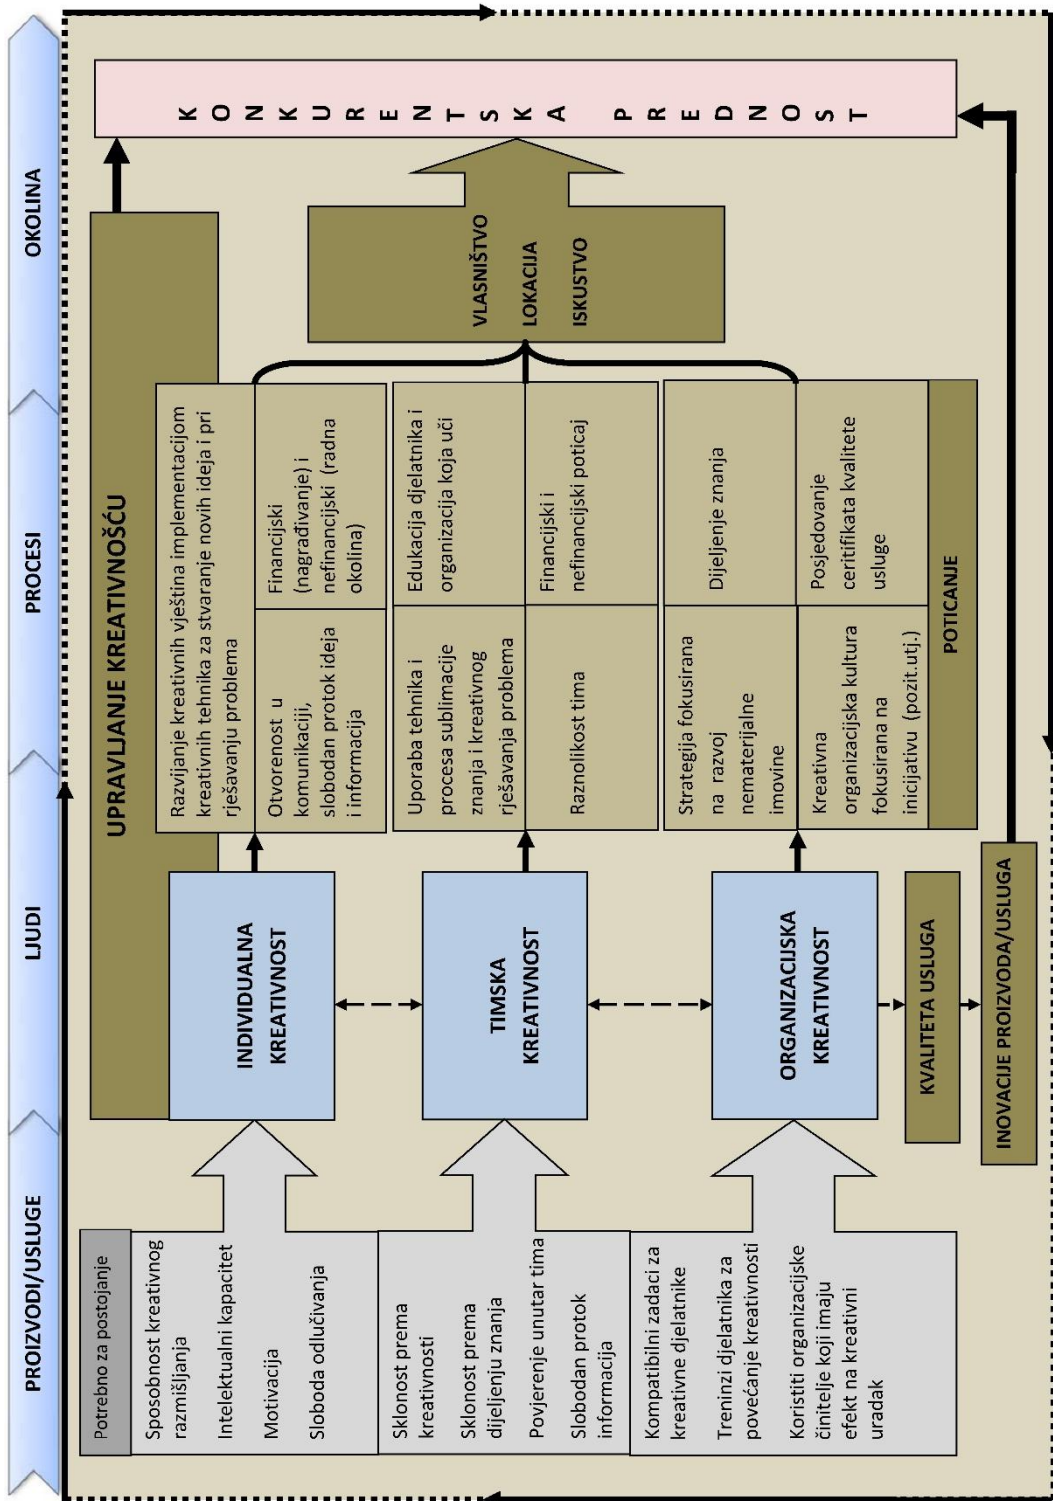 PROIZVODI/USLUGE
LJUDI
PROCESI
OKOLINA
Potrebno za postojanje
Sposobnost kreativnog
razmišljanja
Intelektualni kapacitet
Motivacija
Sloboda odlučivanja
Sklonost prema
kreativnosti
Sklonost prema
dijeljenju znanja
Povjerenje unutar tima
Slobodan protok
informacija
Kompatibilni zadaci za
kreativne djelatnike
Treninzi djelatnika za
povećanje kreativnosti
Koristiti organizacijske
činitelje koji imaju
efekt na kreativni
uradak
UPRAVLJANJE KREATIVNOŠĆU
INDIVIDUALNA
KREATIVNOST
TIMSKA
KREATIVNOST
ORGANIZACIJSKA
KREATIVNOST
KVALITETA USLUGA
INOVACIJE PROIZVODA/USLUGA
Razvijanje kreativnih vještina implementacijom
kreativnih tehnika za stvaranje novih ideja i pri
rješavanju problema
Otvorenost u
komunikaciji,
slobodan protok ideja
i informacija
Financijski
(nagrađivanje) i
nefinancijski (radna
okolina)
Uporaba tehnika i
procesa sublimacije
znanja i kreativnog
rješavanja problema
Edukacija djelatnika i
organizacija koja uči
Raznolikost tima
Financijski i
nefinancijski poticaj
Strategija fokusirana
na razvoj
nematerijalne
imovine
Dijeljenje znanja
Kreativna
organizacijska kultura
fokusirana na
inicijativu (pozit.utj.)
Posjedovanje
ceritifikata kvalitete
usluge
POTICANJE
VLASNIŠTVO
LOKACIJA
ISKUSTVO
K O N K U R E N T S K A P R E D N O S T